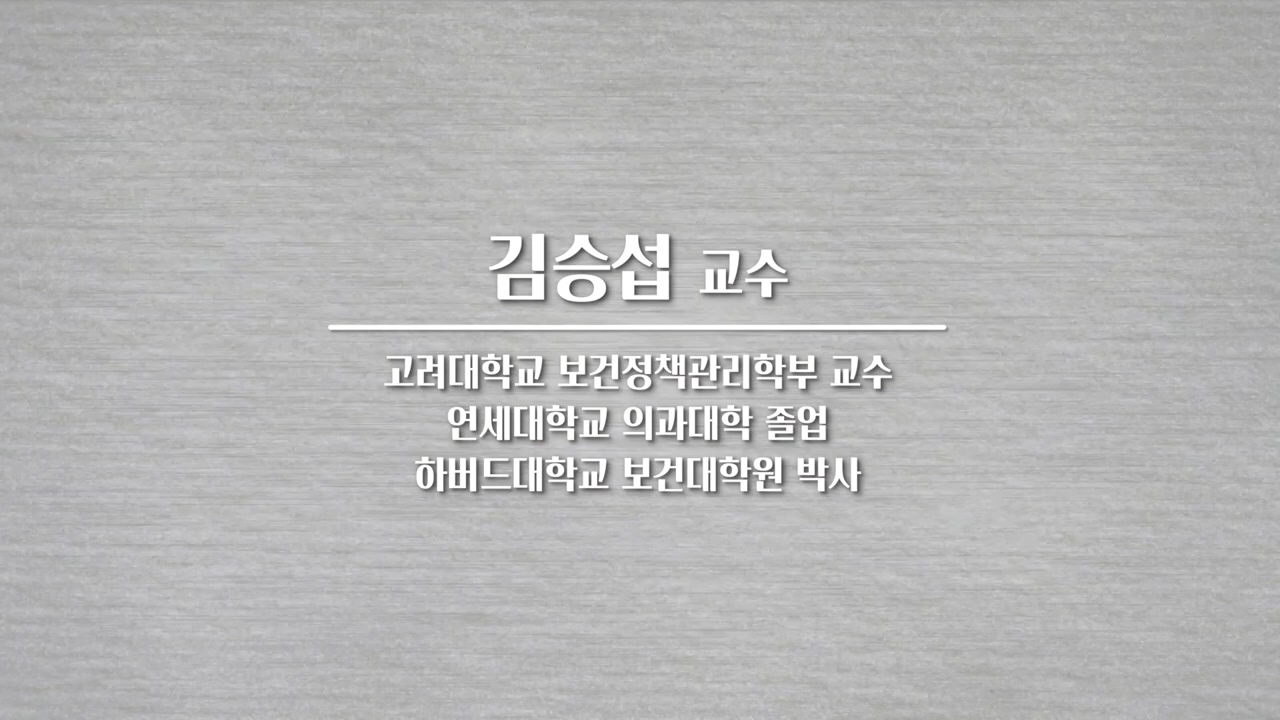 김승섭 교수
고려대학교 보건정책관리학부 교수
연세대학교 의과대학 졸업
하버드대학교 보건대학원 박사